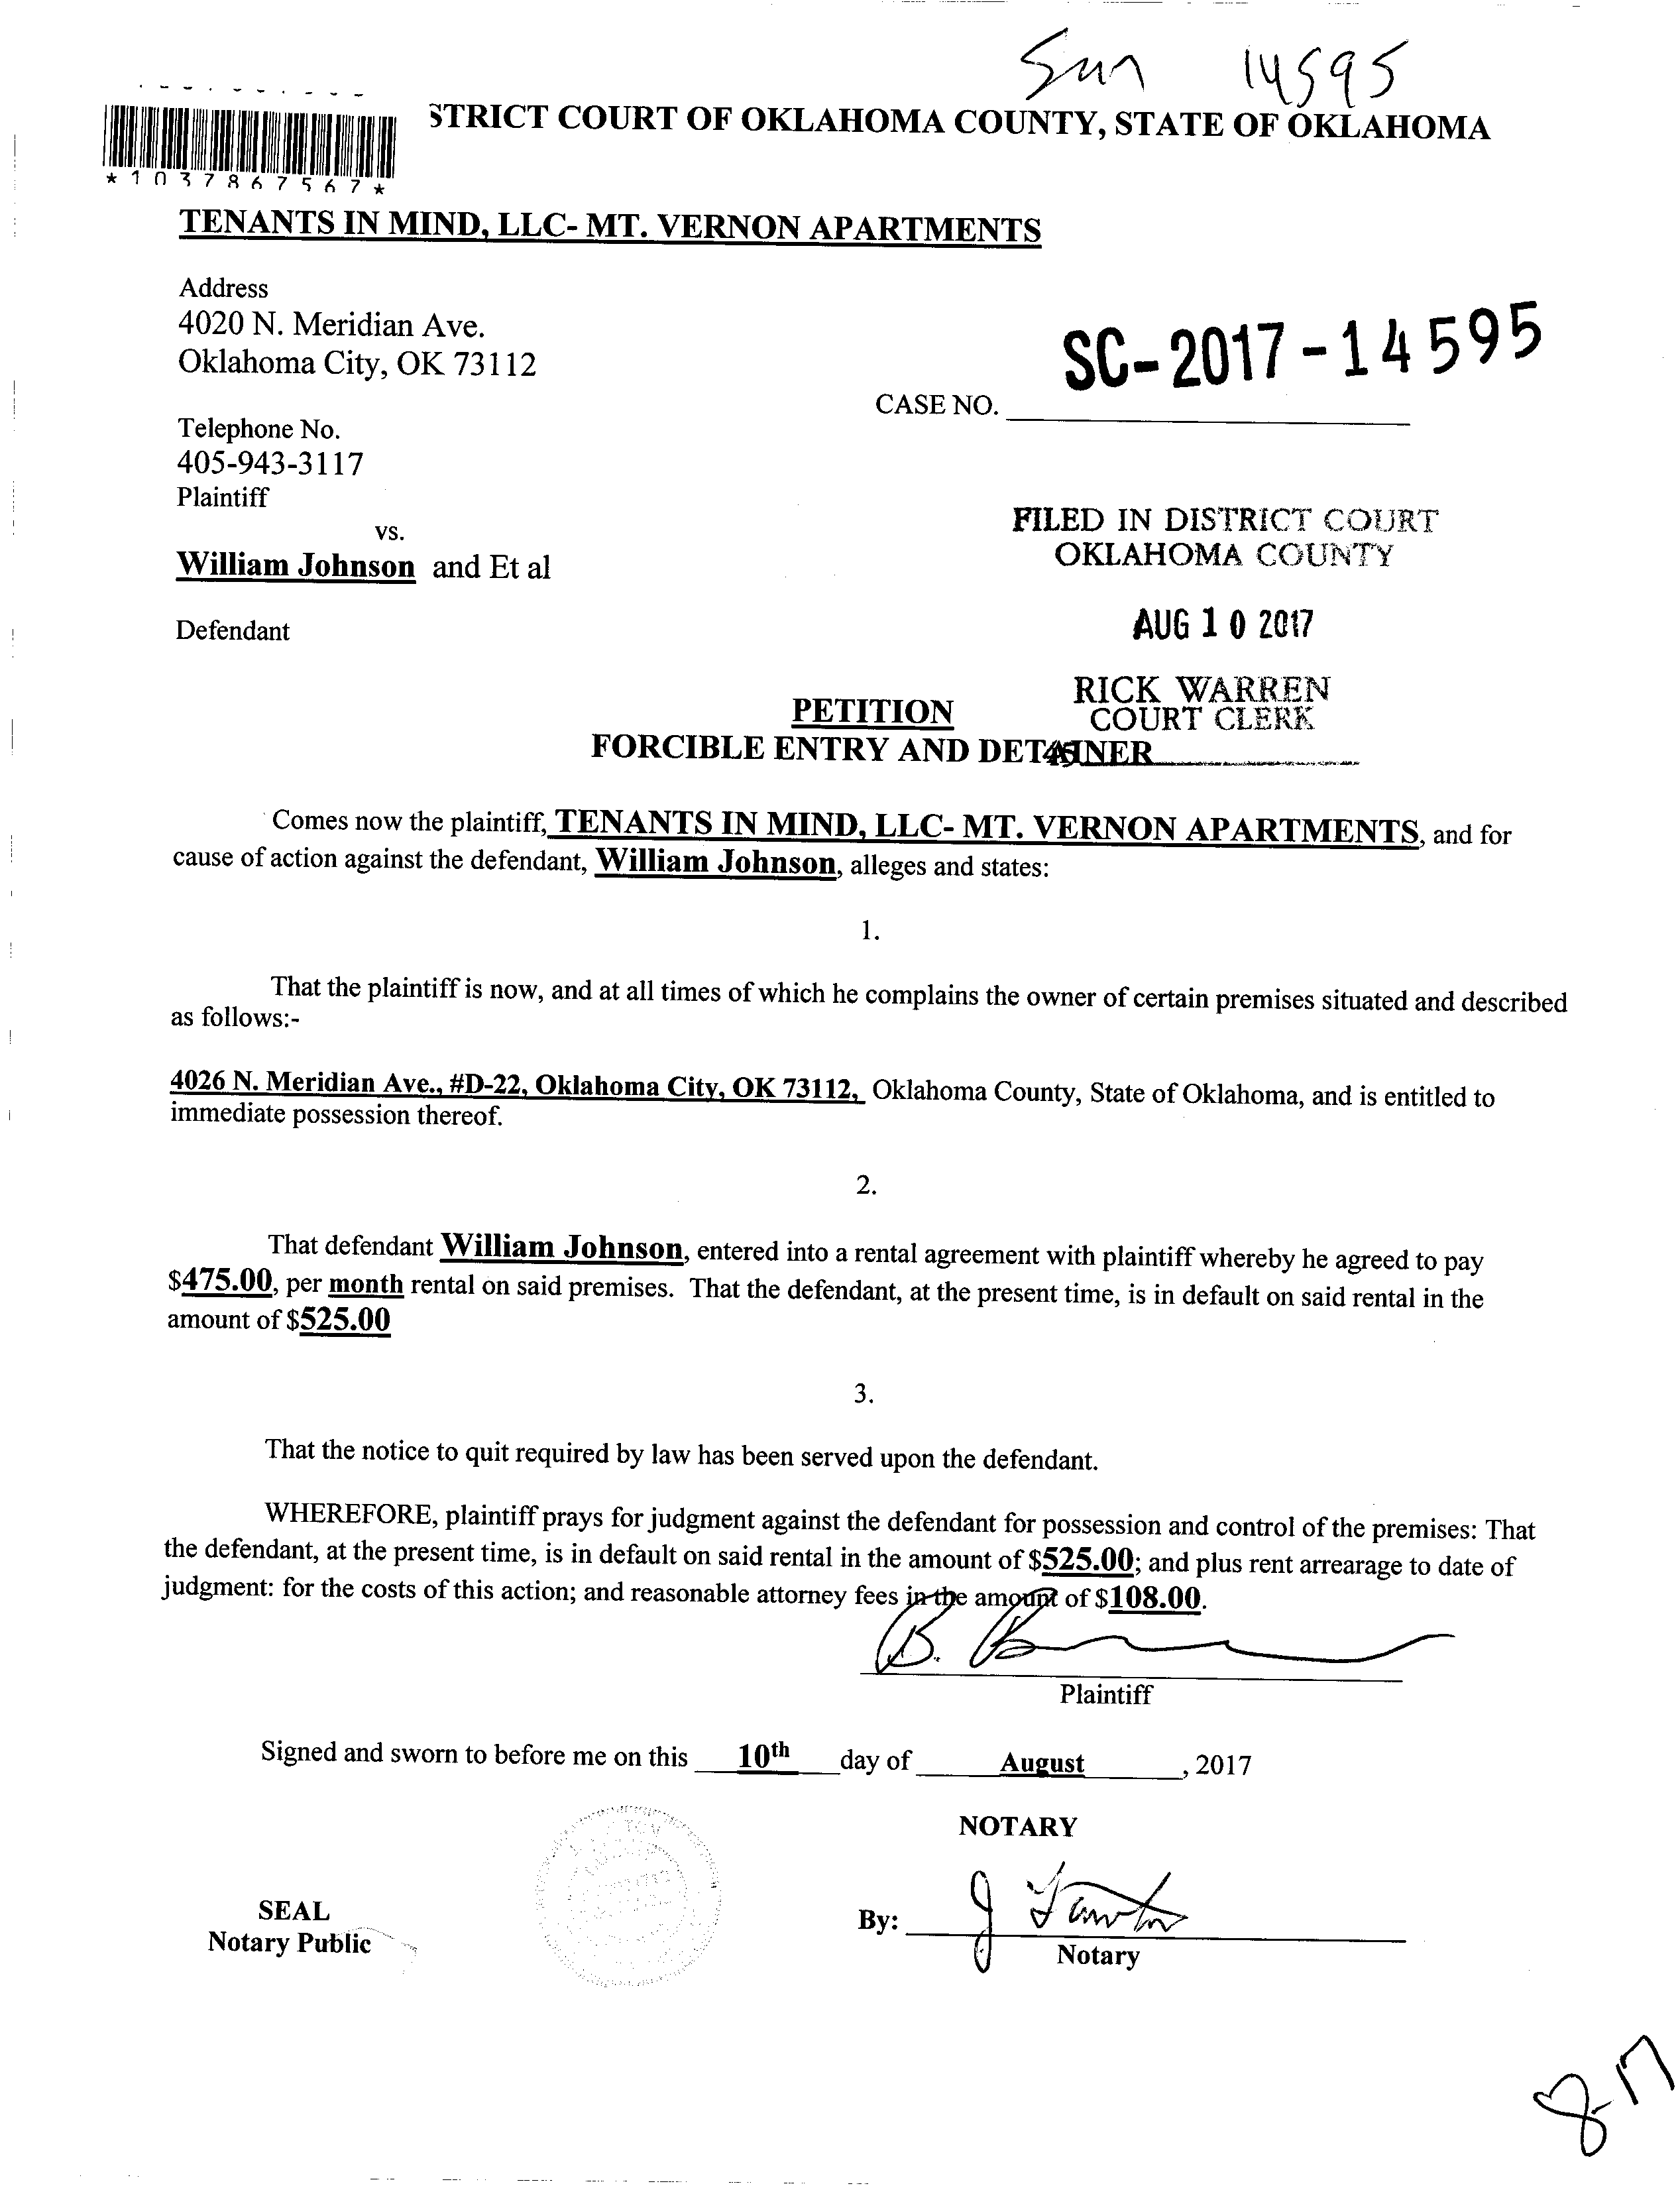 14595
STRICT COURT OF OKLAHOMA COUNTY, STATE OF OKLAHOMA
*1037867567*
TENANTS IN MIND, LLC- MT. VERNON APARTMENTS
Address
4020 N. Meridian Ave.
Oklahoma City, OK 73112
SC-2017-14595
CASE NO.
Telephone No.
405-943-3117
Plaintiff
vs.
William Johnson and Et al
Defendant
FILED IN DISTRICT COURT
OKLAHOMA COUNTY
AUG 10 2017
RICK WARREN
COURT CLERK
PETITION
FORCIBLE ENTRY AND DETAINER
Comes now the plaintiff, TENANTS IN MIND, LLC- MT. VERNON APARTMENTS, and for
cause of action against the defendant, William Johnson, alleges and states:
1.
That the plaintiff is now, and at all times of which he complains the owner of certain premises situated and described
as follows:-
4026 N. Meridian Ave., #D-22, Oklahoma City, OK 73112, Oklahoma County, State of Oklahoma, and is entitled to
immediate possession thereof.
2.
That defendant William Johnson, entered into a rental agreement with plaintiff whereby he agreed to pay
$475.00, per month rental on said premises. That the defendant, at the present time, is in default on said rental in the
amount of $525.00
3.
That the notice to quit required by law has been served upon the defendant.
WHEREFORE, plaintiff prays for judgment against the defendant for possession and control of the premises: That
the defendant, at the present time, is in default on said rental in the amount of $525.00; and plus rent arrearage to date of
judgment: for the costs of this action; and reasonable attorney fees in the amount of $108.00.
Plaintiff
Signed and sworn to before me on this 10th day of August, 2017
NOTARY
SEAL
Notary Public
By:
Notary
8-17